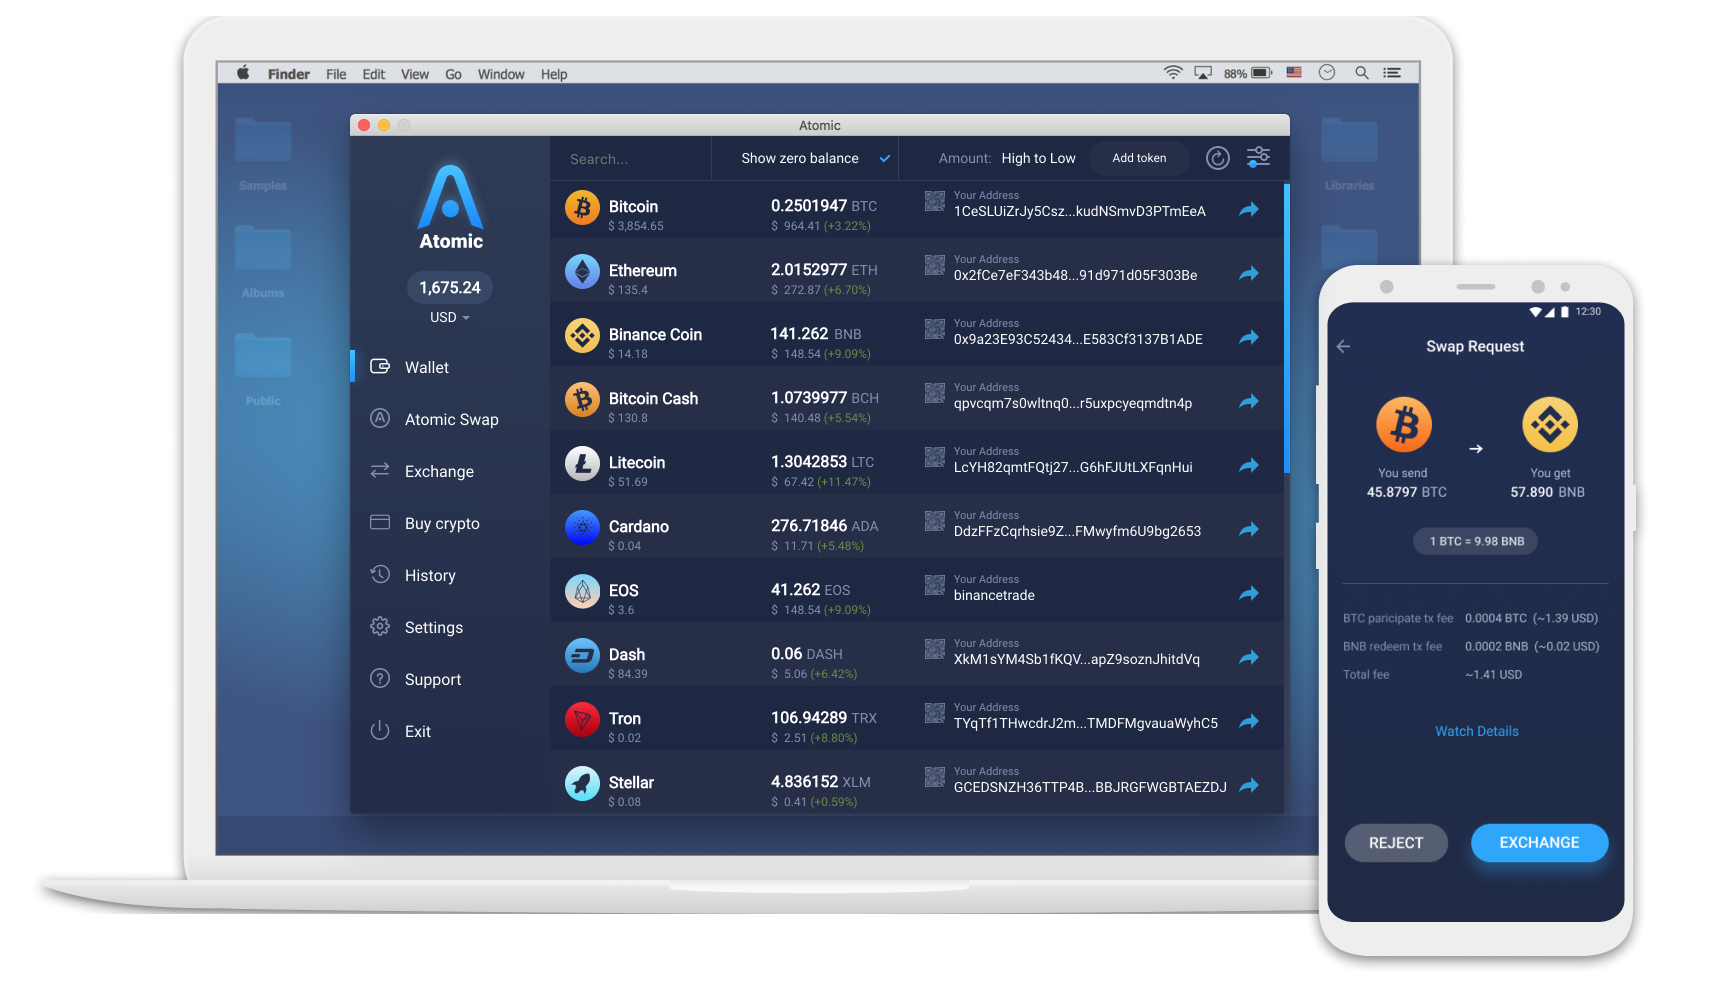 Finder File Edit View Go Window Help 88%
Samples
Albums
Public
Libraries
Atomic
Atomic
1,675.24
USD
Wallet
Atomic Swap
Exchange
Buy crypto
History
Settings
Support
Exit
Search... Show zero balance Amount: High to Low Add token
Bitcoin 0.2501947 BTC Your Address
$ 3,854.65 $ 964.41 (+3.22%) 1CeSLUiZrJy5Csz...kudNSmvD3PTmEeA
Ethereum 2.0152977 ETH Your Address
$ 135.4 $ 272.87 (+6.70%) 0x2fCe7eF343b48...91d971d05F303Be
Binance Coin 141.262 BNB Your Address
$ 14.18 $ 148.54 (+9.09%) 0x9a23E93C52434...E583Cf3137B1ADE
Bitcoin Cash 1.0739977 BCH Your Address
$ 130.8 $ 140.48 (+5.54%) qpvcqm7s0wltnq0...r5uxpcyeqmdtn4p
Litecoin 1.3042853 LTC Your Address
$ 51.69 $ 67.42 (+11.47%) LcYH82qmtFQtj27...G6hFJUtLXFqnHui
Cardano 276.71846 ADA Your Address
$ 0.04 $ 11.71 (+5.48%) DdzFFzCqrhsie9Z...FMwyfm6U9bg2653
EOS 41.262 EOS Your Address
$ 3.6 $ 148.54 (+9.09%) binancetrade
Dash 0.06 DASH Your Address
$ 84.39 $ 5.06 (+6.42%) XkM1sYM4Sb1fKQV...apZ9soznJhitdVq
Tron 106.94289 TRX Your Address
$ 0.02 $ 2.51 (+8.80%) TYqTf1THwcdrJ2m...TMDFMgvauaWyhC5
Stellar 4.836152 XLM Your Address
$ 0.08 $ 0.41 (+0.59%) GCEDSNZH36TTP4B...BBJRGFWGBTAEZDJ
12:30
Swap Request
You send You get
45.8797 BTC 57.890 BNB
1 BTC = 9.98 BNB
BTC paricipate tx fee 0.0004 BTC (~1.39 USD)
BNB redeem tx fee 0.0002 BNB (~0.02 USD)
Total fee ~1.41 USD
Watch Details
REJECT EXCHANGE